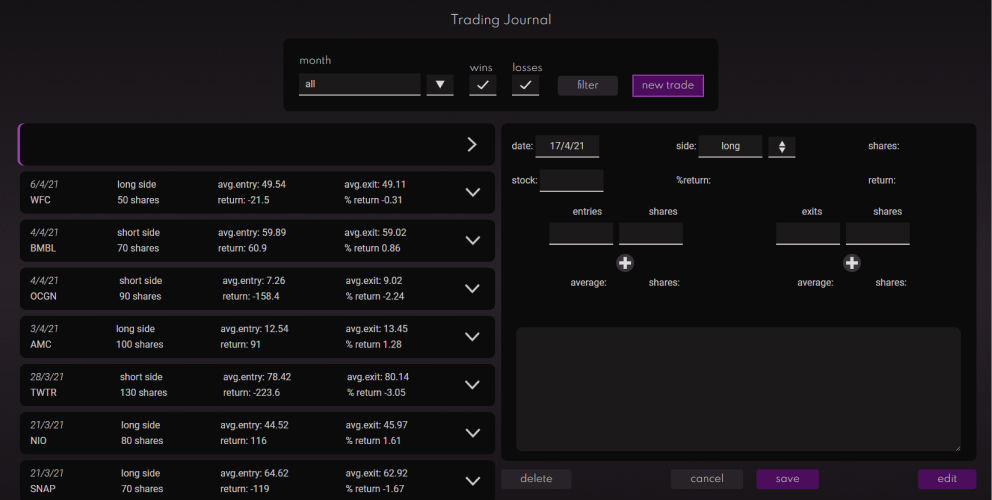 Trading Journal
month
wins losses
all
filter
new trade
6/4/21 long side avg.entry: 49.54 avg.exit: 49.11
WFC 50 shares return: -21.5 % return -0.31
4/4/21 short side avg.entry: 59.89 avg.exit: 59.02
BMBL 70 shares return: 60.9 % return 0.86
4/4/21 short side avg.entry: 7.26 avg.exit: 9.02
OCGN 90 shares return: -158.4 % return -2.24
3/4/21 long side avg.entry: 12.54 avg.exit: 13.45
AMC 100 shares return: 91 % return 1.28
28/3/21 short side avg.entry: 78.42 avg.exit: 80.14
TWTR 130 shares return: -223.6 % return -3.05
21/3/21 long side avg.entry: 44.52 avg.exit: 45.97
NIO 80 shares return: 116 % return 1.61
21/3/21 long side avg.entry: 64.62 avg.exit: 62.92
SNAP 70 shares return: -119 % return -1.67
date: 17/4/21 side: long shares:
stock: %return: return:
entries shares exits shares
average: shares: average: shares:
delete cancel save edit